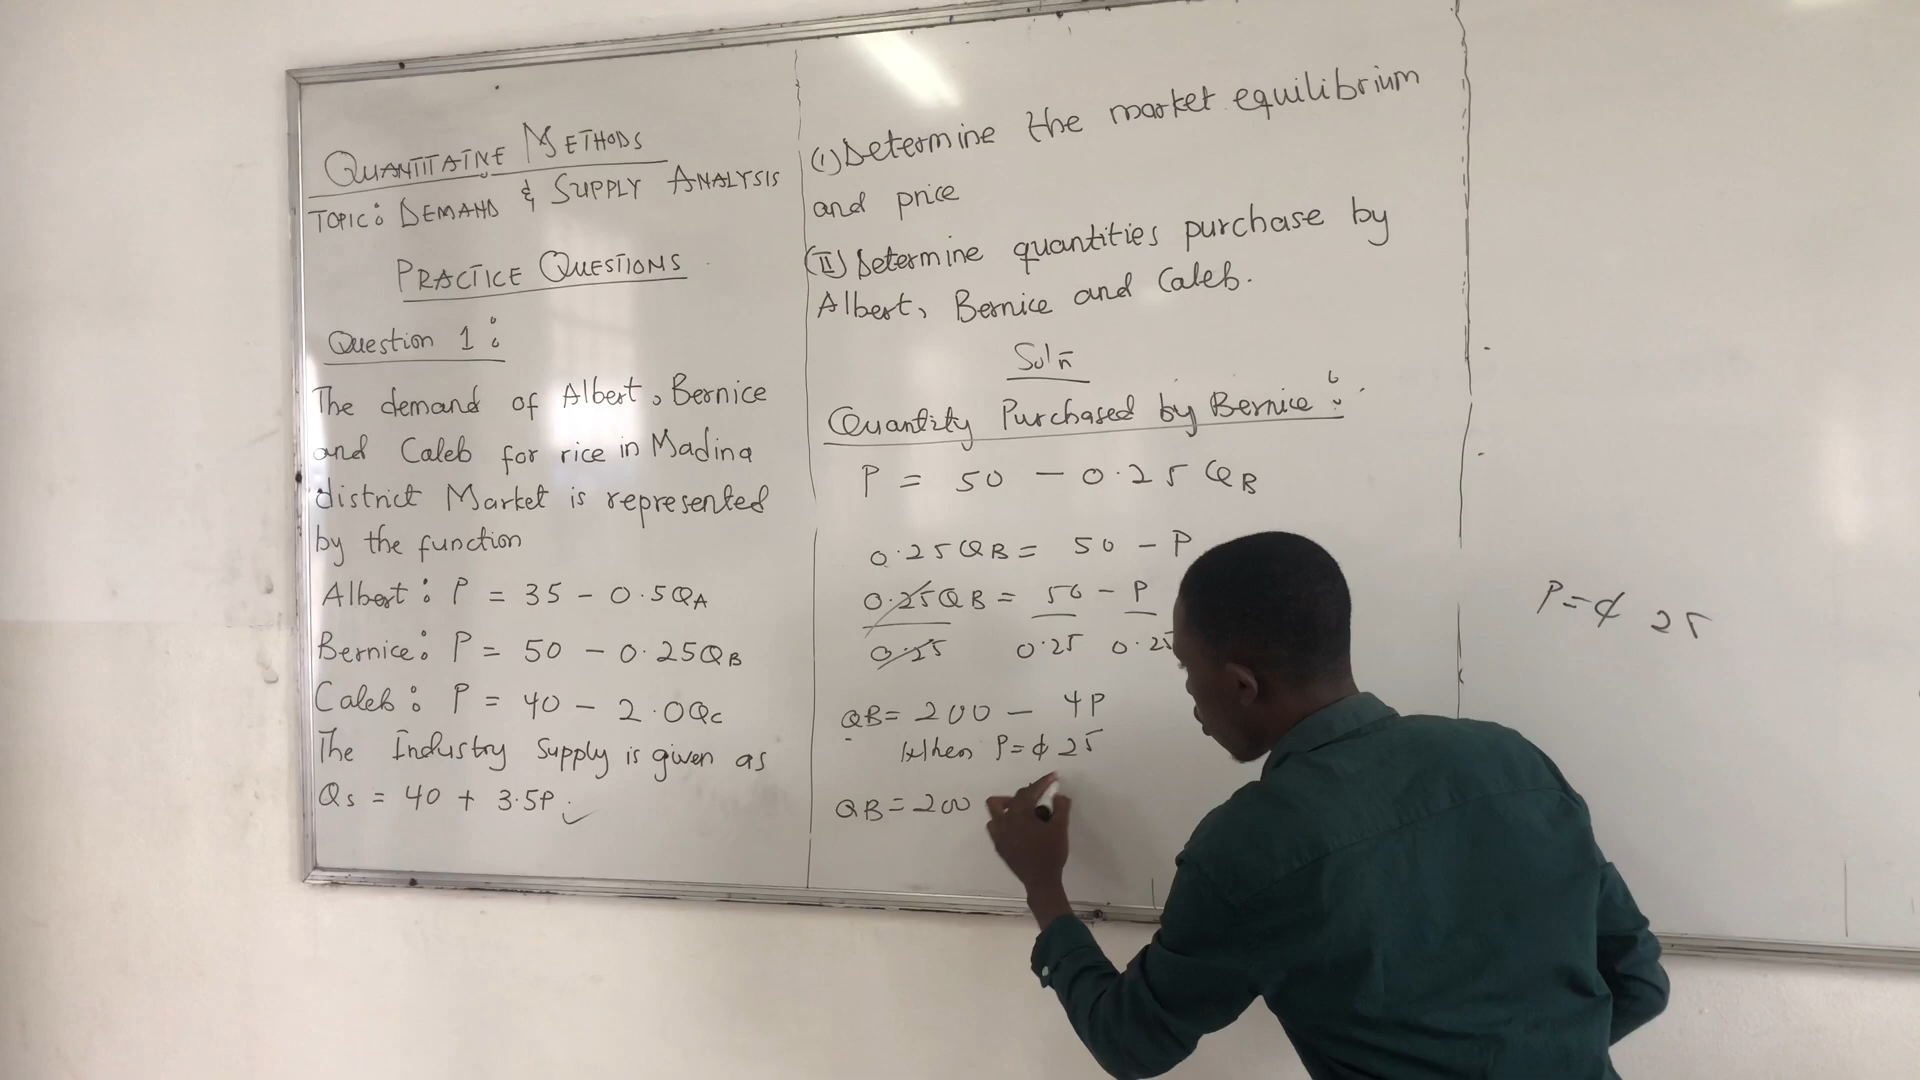 QUANTITATIVE METHODS
TOPIC: DEMAND & SUPPLY ANALYSIS
PRACTICE QUESTIONS
Question 1:
The demand of Albert, Bernice
and Caleb for rice in Madina
district Market is represented
by the function
Albert: P = 35 - 0.5QA
Bernice: P = 50 - 0.25QB
Caleb: P = 40 - 2.0Qc
The Industry Supply is given as
Qs = 40 + 3.5P.
(I) Determine the market equilibrium
and price
(II) Determine quantities purchase by
Albert, Bernice and Caleb.
Soln
Quantity Purchased by Bernice:
P = 50 - 0.25 QB
0.25QB = 50 - P
0.25QB = 50 - P
0.25 0.25 0.25
QB = 200 - 4P
When P = ₵ 25
QB = 200
P = ₵ 25